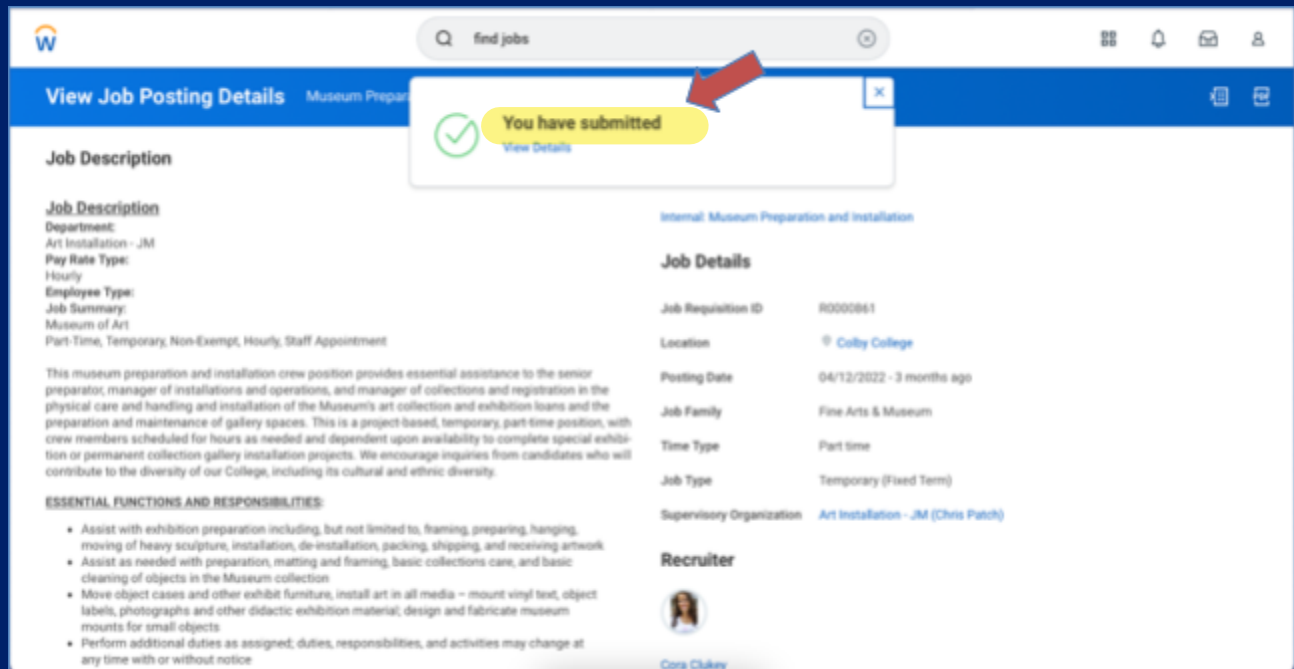 find jobs
View Job Posting Details Museum Prepar
You have submitted
View Details
Job Description
Job Description
Department:
Art Installation - JM
Pay Rate Type:
Hourly
Employee Type:
Job Summary:
Museum of Art
Part-Time, Temporary, Non-Exempt, Hourly, Staff Appointment
This museum preparation and installation crew position provides essential assistance to the senior
preparator, manager of installations and operations, and manager of collections and registration in the
physical care and handling and installation of the Museum's art collection and exhibition loans and the
preparation and maintenance of gallery spaces. This is a project-based, temporary, part-time position, with
crew members scheduled for hours as needed and dependent upon availability to complete special exhibi-
tion or permanent collection gallery installation projects. We encourage inquiries from candidates who will
contribute to the diversity of our College, including its cultural and ethnic diversity.
ESSENTIAL FUNCTIONS AND RESPONSIBILITIES:
• Assist with exhibition preparation including, but not limited to, framing, preparing, hanging,
moving of heavy sculpture, installation, de-installation, packing, shipping, and receiving artwork
• Assist as needed with preparation, matting and framing, basic collections care, and basic
cleaning of objects in the Museum collection
• Move object cases and other exhibit furniture, install art in all media – mount vinyl text, object
labels, photographs and other didactic exhibition material; design and fabricate museum
mounts for small objects
• Perform additional duties as assigned; duties, responsibilities, and activities may change at
any time with or without notice
Internal: Museum Preparation and Installation
Job Details
Job Requisition ID R0000861
Location Colby College
Posting Date 04/12/2022 - 3 months ago
Job Family Fine Arts & Museum
Time Type Part time
Job Type Temporary (Fixed Term)
Supervisory Organization Art Installation - JM (Chris Patch)
Recruiter
Cora Clukey